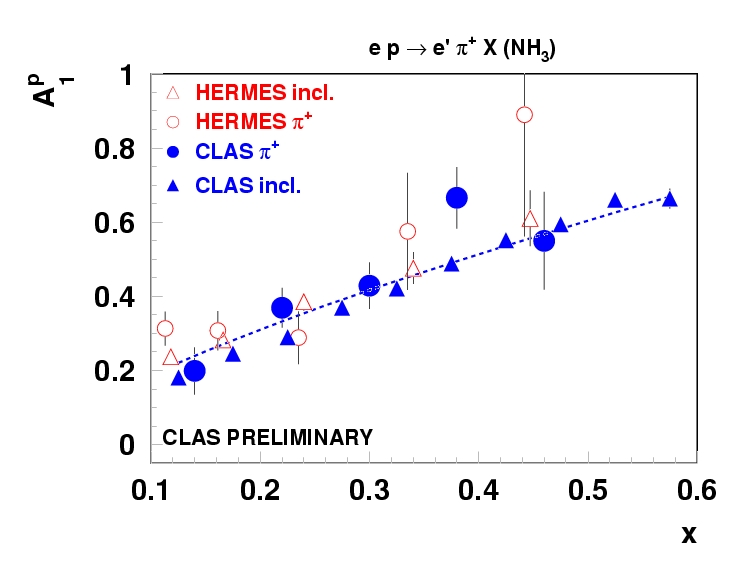 e p → e' π⁺ X (NH₃)
A₁ᵖ
1
HERMES incl.
HERMES π⁺
CLAS π⁺
CLAS incl.
0.8
0.6
0.4
0.2
0
CLAS PRELIMINARY
0.1 0.2 0.3 0.4 0.5 0.6
x